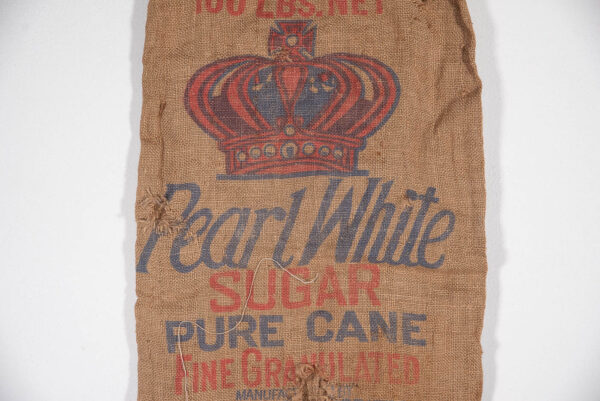 100 LBS. NET
Pearl White
SUGAR
PURE CANE
FINE GRANULATED